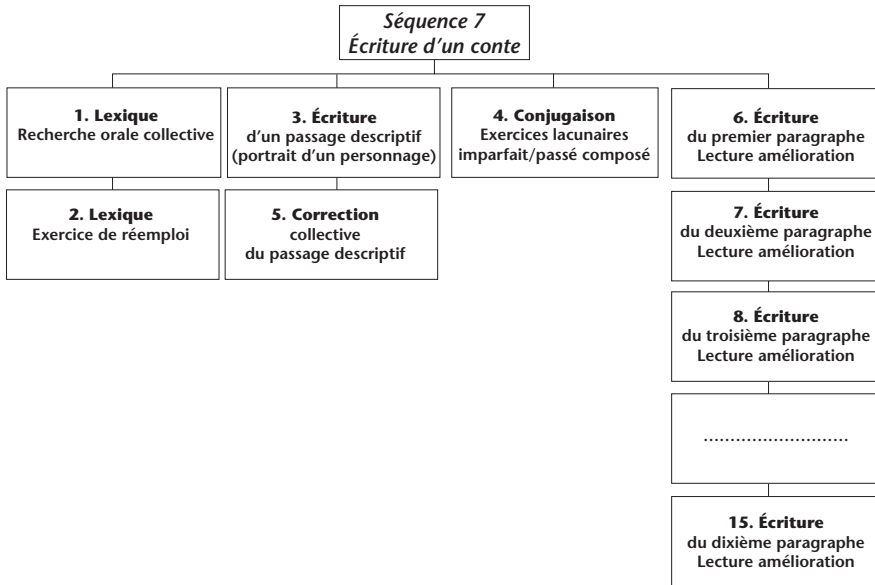 Séquence 7
Écriture d'un conte
1. Lexique
Recherche orale collective
2. Lexique
Exercice de réemploi
3. Écriture
d'un passage descriptif
(portrait d'un personnage)
5. Correction
collective
du passage descriptif
4. Conjugaison
Exercices lacunaires
imparfait/passé composé
6. Écriture
du premier paragraphe
Lecture amélioration
7. Écriture
du deuxième paragraphe
Lecture amélioration
8. Écriture
du troisième paragraphe
Lecture amélioration
...........................
15. Écriture
du dixième paragraphe
Lecture amélioration